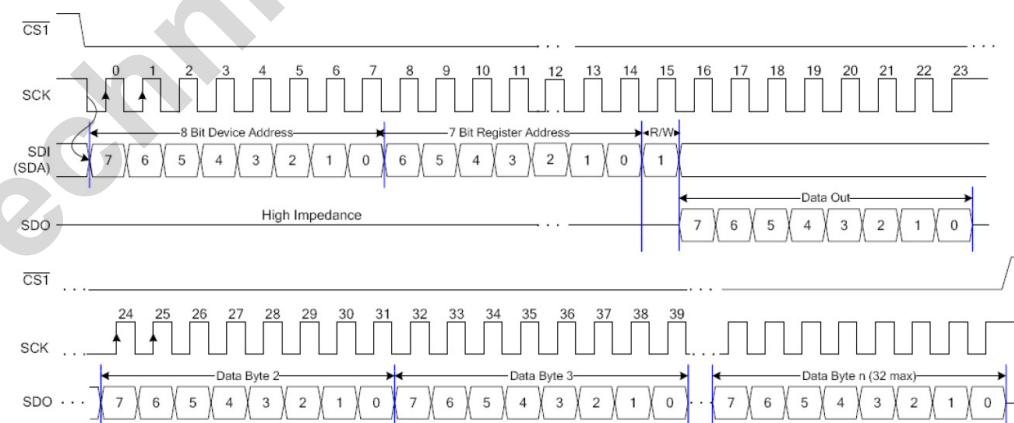 echni
CS1
. . .
. . .
0 1 2 3 4 5 6 7 8 9 10 11 12 13 14 15 16 17 18 19 20 21 22 23
SCK
8 Bit Device Address 7 Bit Register Address R/W
SDI 7 6 5 4 3 2 1 0 6 5 4 3 2 1 0 1
(SDA)
Data Out
High Impedance
SDO . . . 7 6 5 4 3 2 1 0
CS1 . . . . . .
24 25 26 27 28 29 30 31 32 33 34 35 36 37 38 39
SCK . . . . . . .
Data Byte 2 Data Byte 3 Data Byte n (32 max)
SDO . . . 7 6 5 4 3 2 1 0 7 6 5 4 3 2 1 0 . . . 7 6 5 4 3 2 1 0